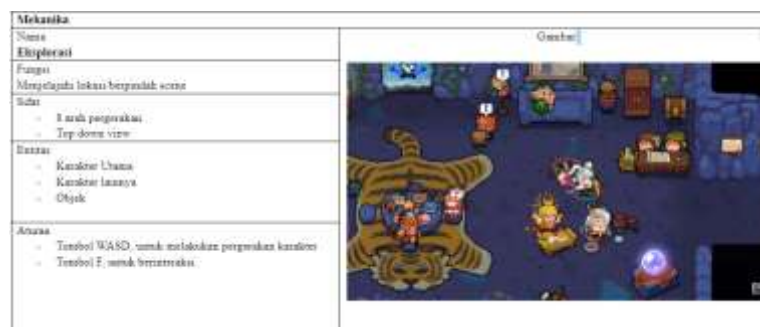 Mekanika
Nama
Gambar
Eksplorasi
Fungsi
Menjelajahi lokasi berpindah scene
Sifat
- 8 arah pergerakan
- Top down view
Entitas
- Karakter Utama
- Karakter lainnya
- Objek
Aturan
- Tombol WASD, untuk melakukan pergerakan karakter
- Tombol F, untuk berinteraksi